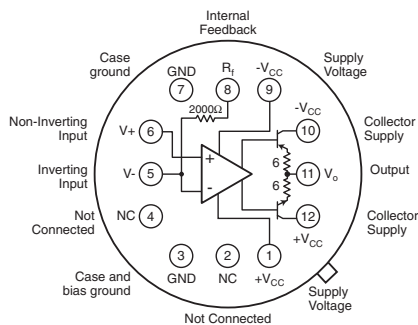 Internal
Feedback
Case
ground
Supply
Voltage
GND
7
Rf
8
-VCC
9
2000Ω
Non-Inverting
Input
V+
6
-VCC
10
Collector
Supply
+
6
Inverting
Input
V-
5
11
Vo
Output
-
6
Not
Connected
NC
4
12
+VCC
Collector
Supply
3
GND
2
NC
1
+VCC
Case and
bias ground
Supply
Voltage
Not Connected